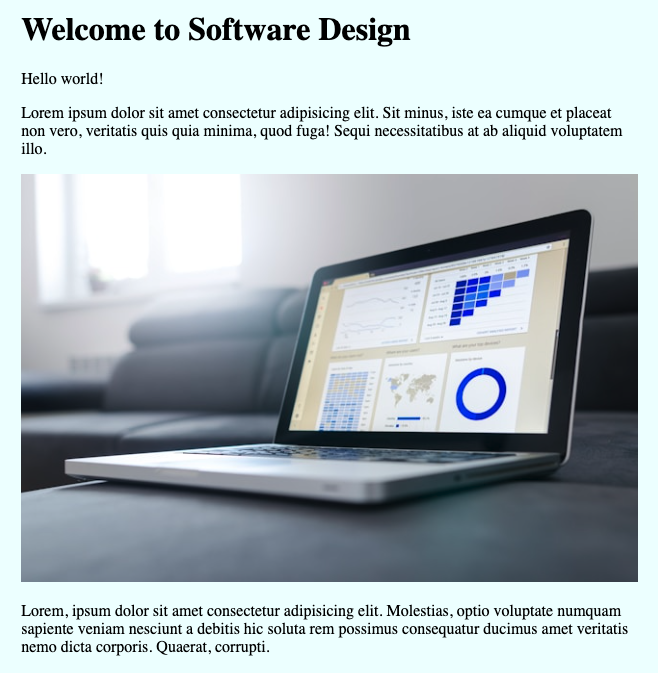 Welcome to Software Design
Hello world!
Lorem ipsum dolor sit amet consectetur adipisicing elit. Sit minus, iste ea cumque et placeat
non vero, veritatis quis quia minima, quod fuga! Sequi necessitatibus at ab aliquid voluptatem
illo.
Lorem, ipsum dolor sit amet consectetur adipisicing elit. Molestias, optio voluptate numquam
sapiente veniam nesciunt a debitis hic soluta rem possimus consequatur ducimus amet veritatis
nemo dicta corporis. Quaerat, corrupti.